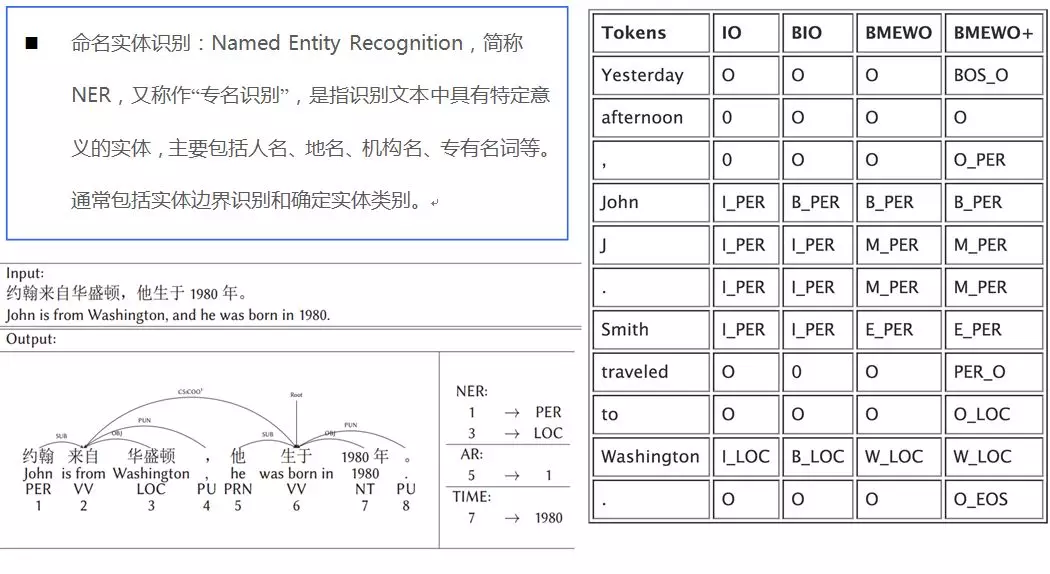 ■ 命名实体识别：Named Entity Recognition，简称
NER，又称作“专名识别”，是指识别文本中具有特定意
义的实体，主要包括人名、地名、机构名、专有名词等。
通常包括实体边界识别和确定实体类别。↵
Input:
约翰来自华盛顿，他生于 1980 年。
John is from Washington, and he was born in 1980.
Output:
CS:COO'
Root
SUB OBJ PUN SUB OBJ PUN
约翰 来自 华盛顿 ， 他 生于 1980 年 。
John is from Washington , he was born in 1980 .
PER VV LOC PU PRN VV NT PU
1 2 3 4 5 6 7 8
NER:
1 → PER
3 → LOC
AR:
5 → 1
TIME:
7 → 1980
Tokens IO BIO BMEWO BMEWO+
Yesterday O O O BOS_O
afternoon 0 O O O
, 0 O O O_PER
John I_PER B_PER B_PER B_PER
J I_PER I_PER M_PER M_PER
. I_PER I_PER M_PER M_PER
Smith I_PER I_PER E_PER E_PER
traveled O 0 O PER_O
to O O O O_LOC
Washington I_LOC B_LOC W_LOC W_LOC
. O O O O_EOS